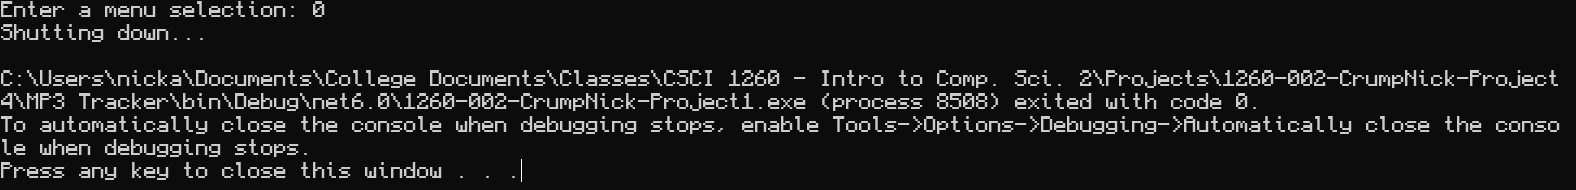 Enter a menu selection: 0
Shutting down...
C:\Users\nicka\Documents\College Documents\Classes\CSCI 1260 - Intro to Comp. Sci. 2\Projects\1260-002-CrumpNick-Project
4\MP3 Tracker\bin\Debug\net6.0\1260-002-CrumpNick-Project1.exe (process 8508) exited with code 0.
To automatically close the console when debugging stops, enable Tools->Options->Debugging->Automatically close the conso
le when debugging stops.
Press any key to close this window . . .